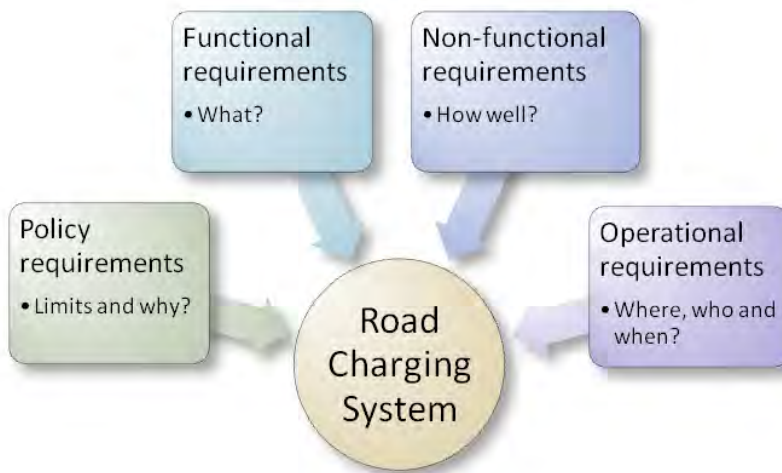 Functional
requirements
• What?
Non-functional
requirements
• How well?
Policy
requirements
• Limits and why?
Operational
requirements
• Where, who and
when?
Road
Charging
System